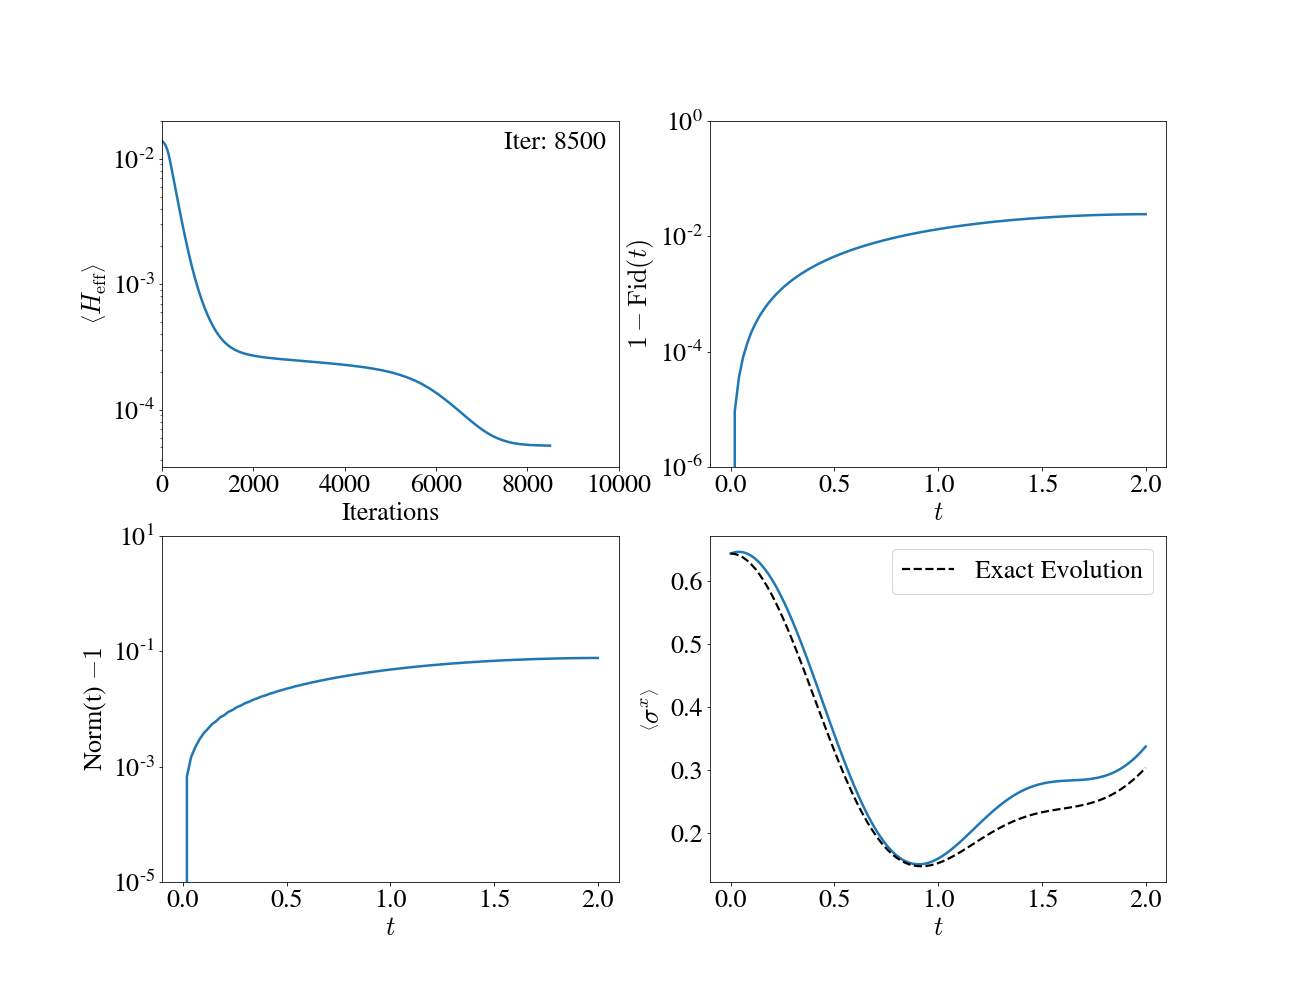 Iter: 8500
10^-2
10^-3
10^-4
⟨H_eff⟩
0 2000 4000 6000 8000 10000
Iterations
10^0
10^-2
10^-4
10^-6
1 − Fid(t)
0.0 0.5 1.0 1.5 2.0
t
10^1
10^-1
10^-3
10^-5
Norm(t) −1
0.0 0.5 1.0 1.5 2.0
t
Exact Evolution
0.6
0.5
0.4
0.3
0.2
⟨σ^x⟩
0.0 0.5 1.0 1.5 2.0
t